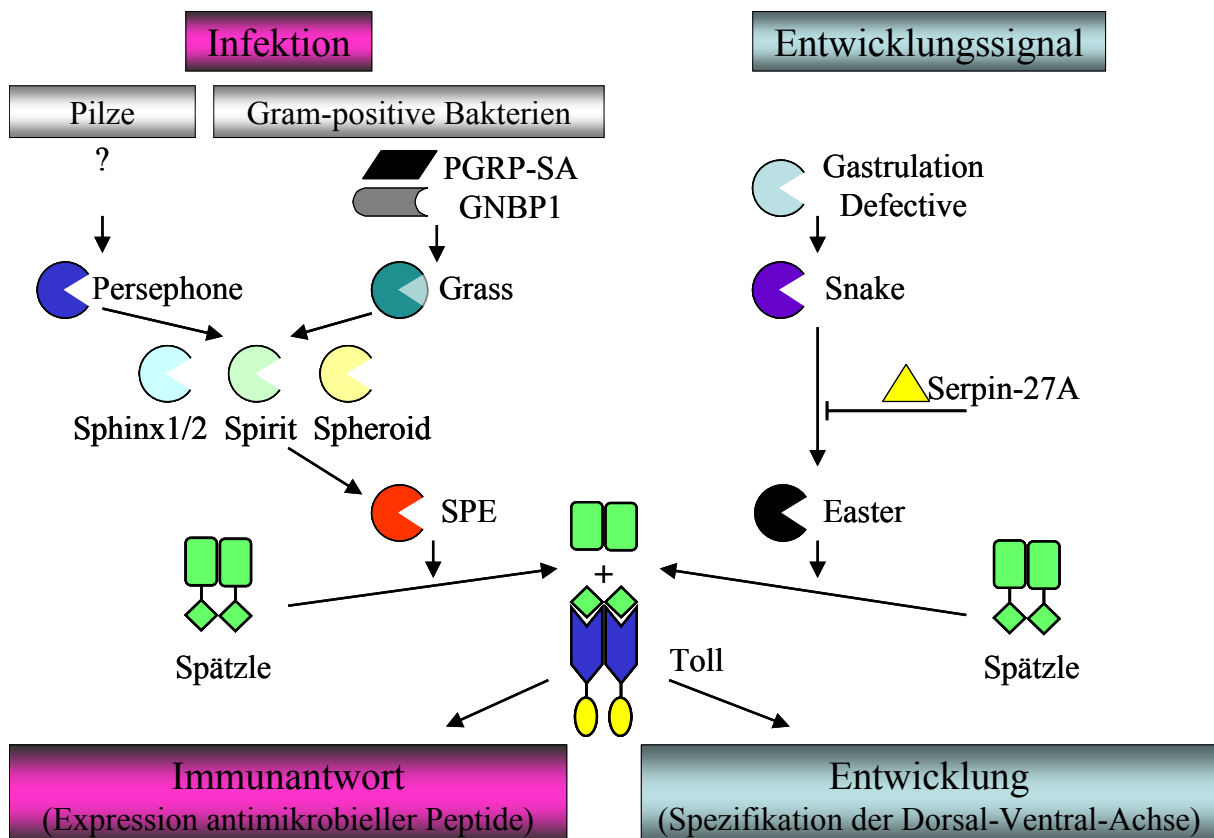 Infektion
Entwicklungssignal
Pilze
Gram-positive Bakterien
?
PGRP-SA
GNBP1
Gastrulation
Defective
Persephone
Grass
Snake
Serpin-27A
Sphinx1/2 Spirit Spheroid
SPE
Easter
+
Spätzle
Toll
Spätzle
Immunantwort
(Expression antimikrobieller Peptide)
Entwicklung
(Spezifikation der Dorsal-Ventral-Achse)